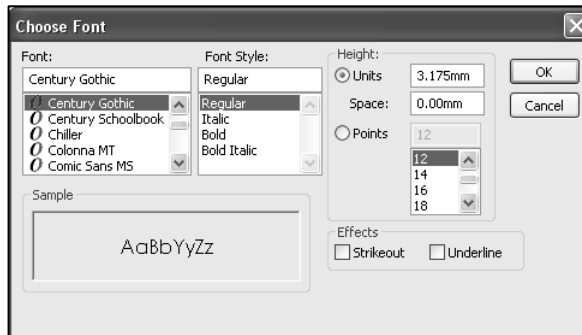 Choose Font
Font:
Century Gothic
Century Gothic
Century Schoolbook
Chiller
Colonna MT
Comic Sans MS
Font Style:
Regular
Regular
Italic
Bold
Bold Italic
Height:
Units 3.175mm
Space: 0.00mm
Points 12
12
14
16
18
OK
Cancel
Sample
AaBbYyZz
Effects
Strikeout Underline